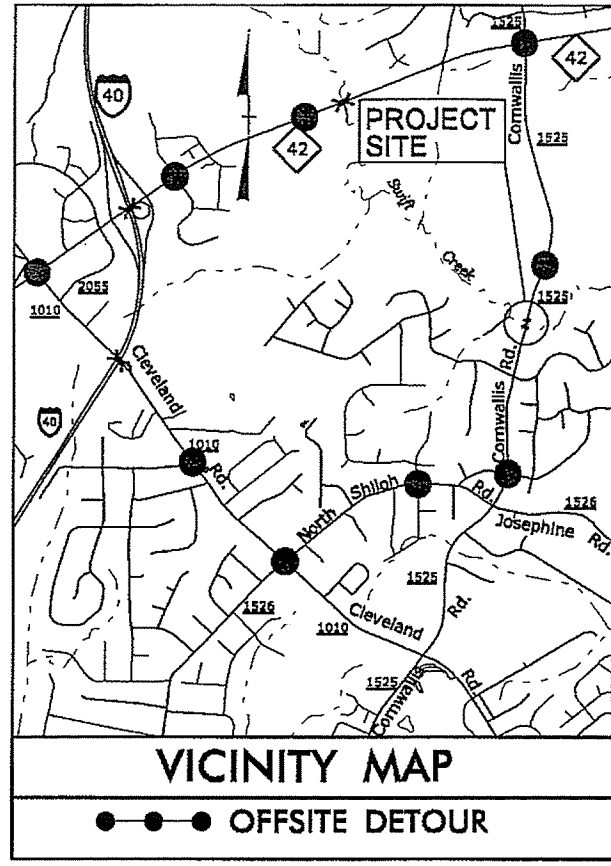 1525
42
40
Cornwallis
PROJECT
SITE
42
1525
Swift
Creek
2055
1010
1525
Cleveland
Rd.
40
Cornwallis
1010
Rd.
North Shiloh Rd.
1526
Josephine
Rd.
1525
1526
Cleveland
1010
Rd.
Rd.
1525
Cornwallis
VICINITY MAP
OFFSITE DETOUR